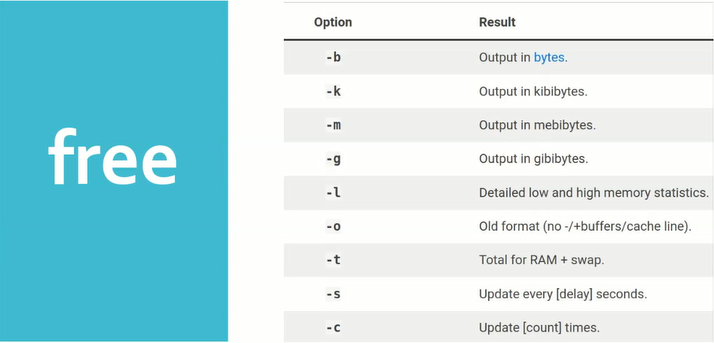 free
Option Result
-b Output in bytes.
-k Output in kibibytes.
-m Output in mebibytes.
-g Output in gibibytes.
-l Detailed low and high memory statistics.
-o Old format (no -/+buffers/cache line).
-t Total for RAM + swap.
-s Update every [delay] seconds.
-c Update [count] times.